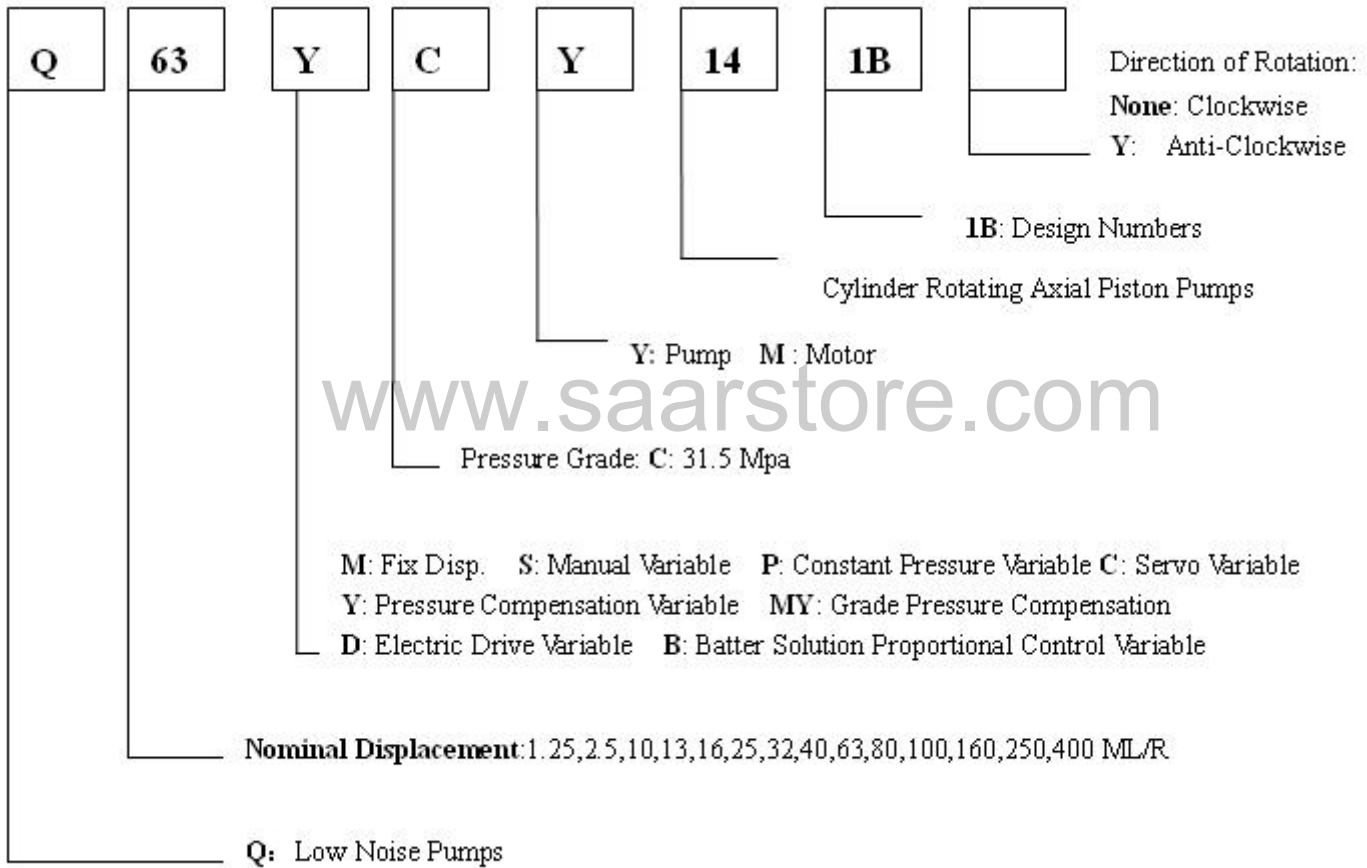 Q 63 Y C Y 14 1B
Direction of Rotation:
None: Clockwise
Y: Anti-Clockwise
1B: Design Numbers
Cylinder Rotating Axial Piston Pumps
Y: Pump M : Motor
www.saarstore.com
Pressure Grade: C: 31.5 Mpa
M: Fix Disp. S: Manual Variable P: Constant Pressure Variable C: Servo Variable
Y: Pressure Compensation Variable MY: Grade Pressure Compensation
D: Electric Drive Variable B: Batter Solution Proportional Control Variable
Nominal Displacement:1.25,2.5,10,13,16,25,32,40,63,80,100,160,250,400 ML/R
Q: Low Noise Pumps